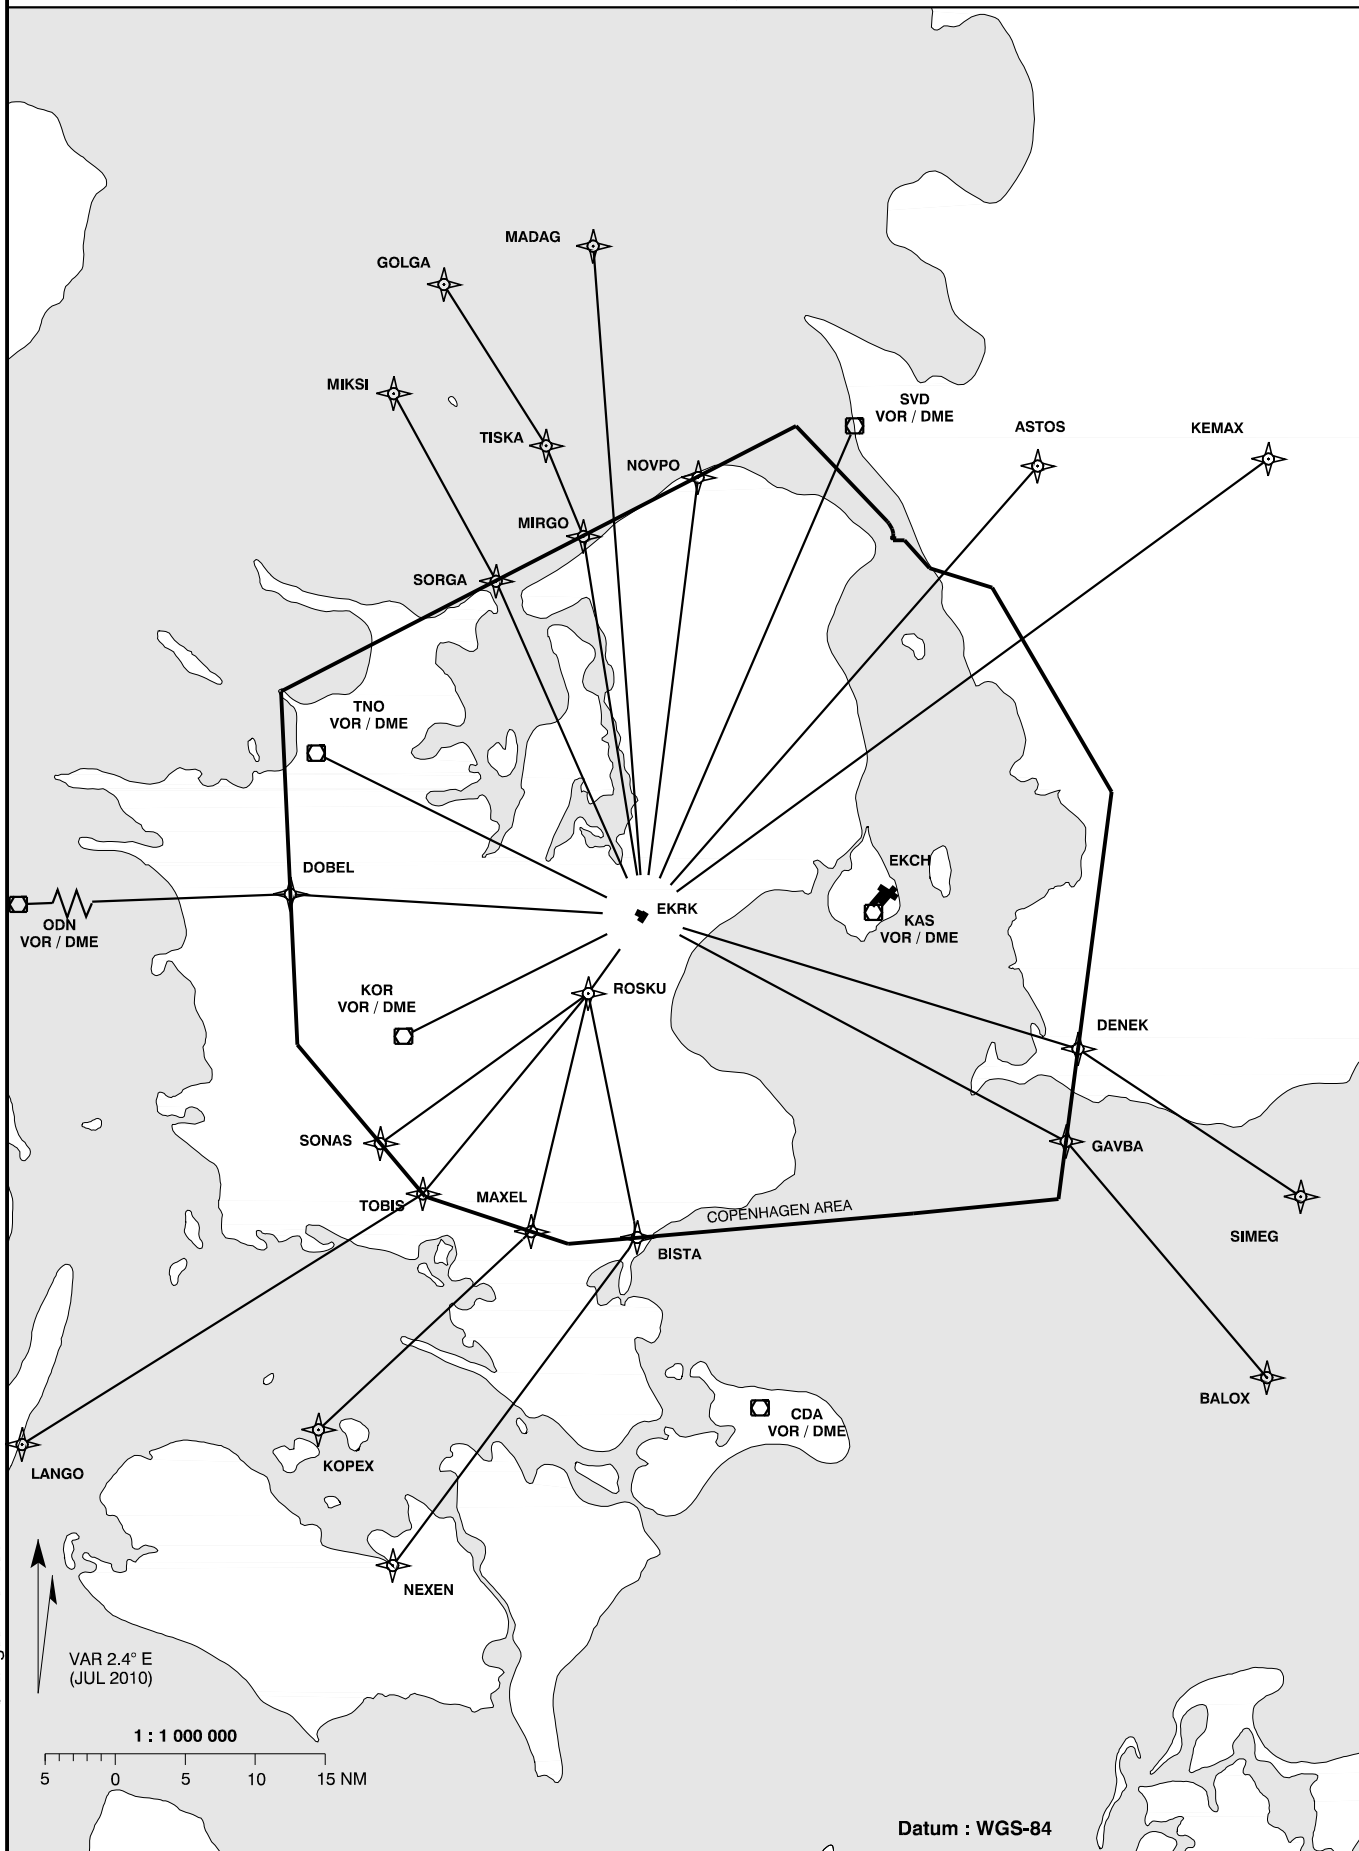 MADAG
GOLGA
MIKSI
SVD
VOR / DME
ASTOS
KEMAX
TISKA
NOVPO
MIRGO
SORGA
TNO
VOR / DME
DOBEL
EKCH
ODN
VOR / DME
EKRK
KAS
VOR / DME
KOR
VOR / DME
ROSKU
DENEK
SONAS
GAVBA
TOBIS
MAXEL
COPENHAGEN AREA
BISTA
SIMEG
BALOX
CDA
VOR / DME
LANGO
KOPEX
NEXEN
VAR 2.4° E
(JUL 2010)
1 : 1 000 000
5 0 5 10 15 NM
Datum : WGS-84